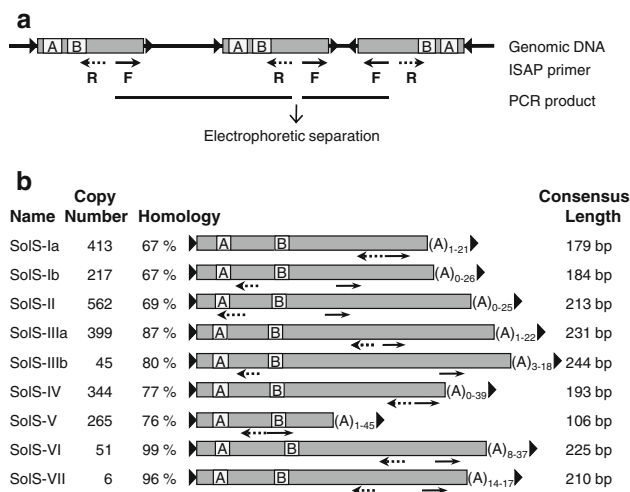 a
A B A B B A Genomic DNA
ISAP primer
R F R F F R
PCR product
Electrophoretic separation
b
Copy Consensus
Name Number Homology Length
SolS-Ia 413 67 % A B (A)1-21 179 bp
SolS-Ib 217 67 % A B (A)0-26 184 bp
SolS-II 562 69 % A B (A)0-25 213 bp
SolS-IIIa 399 87 % A B (A)1-22 231 bp
SolS-IIIb 45 80 % A B (A)3-18 244 bp
SolS-IV 344 77 % A B (A)0-39 193 bp
SolS-V 265 76 % A B (A)1-45 106 bp
SolS-VI 51 99 % A B (A)8-37 225 bp
SolS-VII 6 96 % A B (A)14-17 210 bp